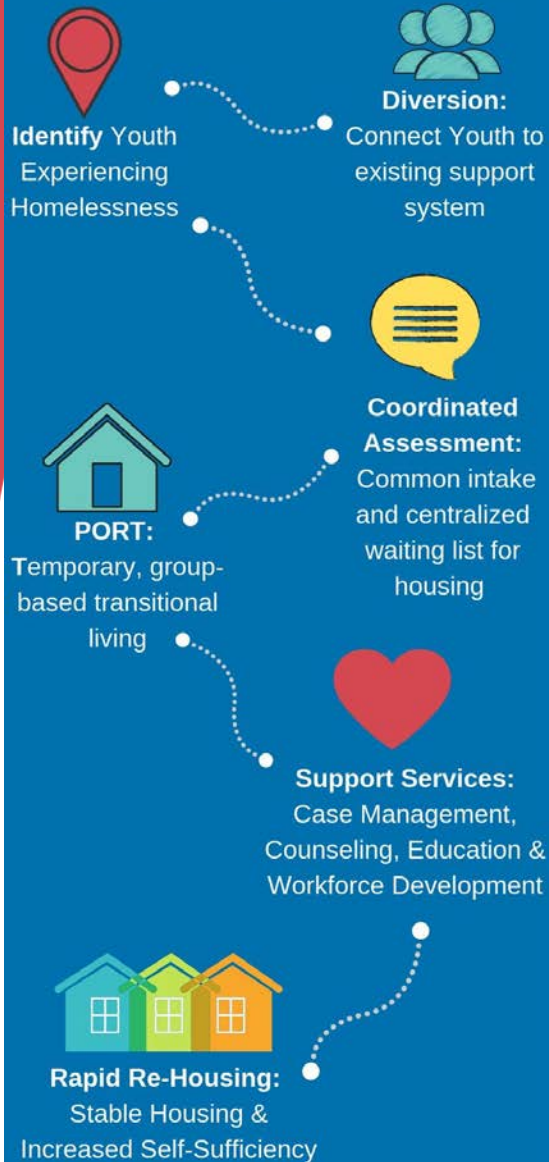 Identify Youth
Experiencing
Homelessness
Diversion:
Connect Youth to
existing support
system
Coordinated
Assessment:
Common intake
and centralized
waiting list for
housing
PORT:
Temporary, group-
based transitional
living
Support Services:
Case Management,
Counseling, Education &
Workforce Development
Rapid Re-Housing:
Stable Housing &
Increased Self-Sufficiency